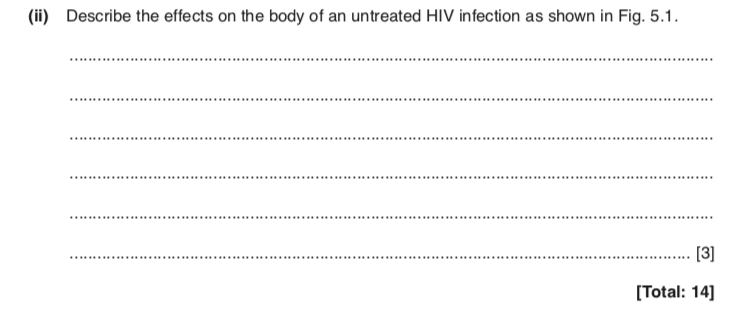 (ii) Describe the effects on the body of an untreated HIV infection as shown in Fig. 5.1.
[3]
[Total: 14]